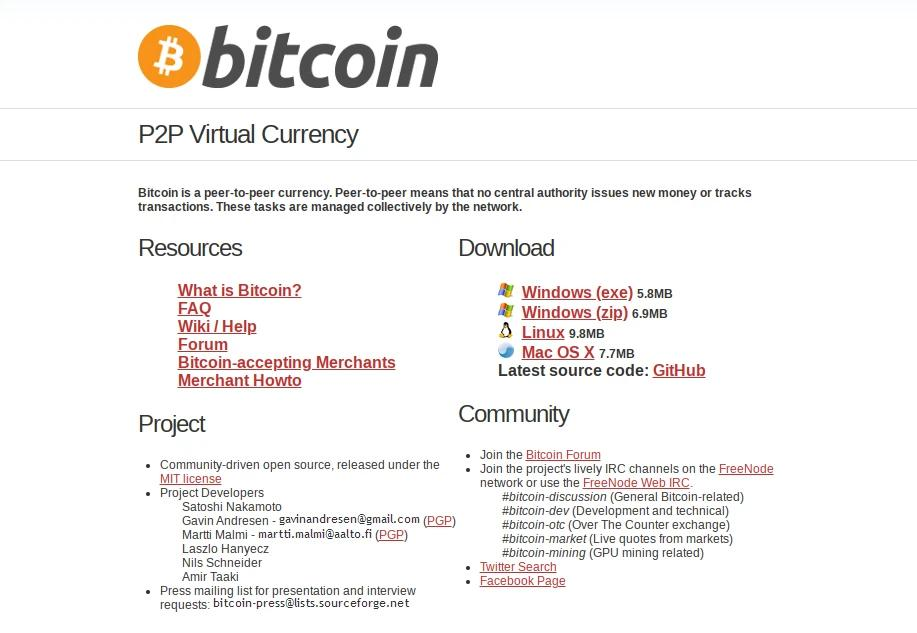 bitcoin
P2P Virtual Currency
Bitcoin is a peer-to-peer currency. Peer-to-peer means that no central authority issues new money or tracks
transactions. These tasks are managed collectively by the network.
Resources
What is Bitcoin?
FAQ
Wiki / Help
Forum
Bitcoin-accepting Merchants
Merchant Howto
Download
Windows (exe) 5.8MB
Windows (zip) 6.9MB
Linux 9.8MB
Mac OS X 7.7MB
Latest source code: GitHub
Project
• Community-driven open source, released under the
MIT license
• Project Developers
Satoshi Nakamoto
Gavin Andresen - gavinandresen@gmail.com (PGP)
Martti Malmi - martti.malmi@aalto.fi (PGP)
Laszlo Hanyecz
Nils Schneider
Amir Taaki
• Press mailing list for presentation and interview
requests: bitcoin-press@lists.sourceforge.net
Community
• Join the Bitcoin Forum
• Join the project's lively IRC channels on the FreeNode
network or use the FreeNode Web IRC.
#bitcoin-discussion (General Bitcoin-related)
#bitcoin-dev (Development and technical)
#bitcoin-otc (Over The Counter exchange)
#bitcoin-market (Live quotes from markets)
#bitcoin-mining (GPU mining related)
• Twitter Search
• Facebook Page